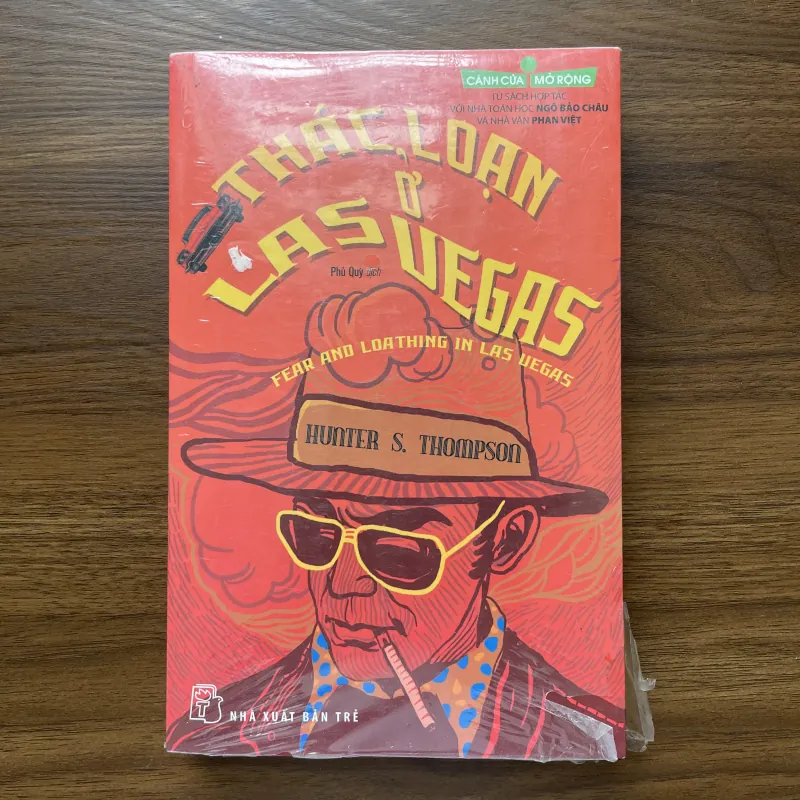 CÁNH CỬA MỞ RỘNG
TỦ SÁCH HỢP TÁC
VỚI NHÀ TOÁN HỌC NGÔ BẢO CHÂU
VÀ NHÀ VĂN PHAN VIỆT
THÁC LOẠN
Ở
LAS VEGAS
Phủ Quý dịch
FEAR AND LOATHING IN LAS VEGAS
HUNTER S. THOMPSON
NHÀ XUẤT BẢN TRẺ